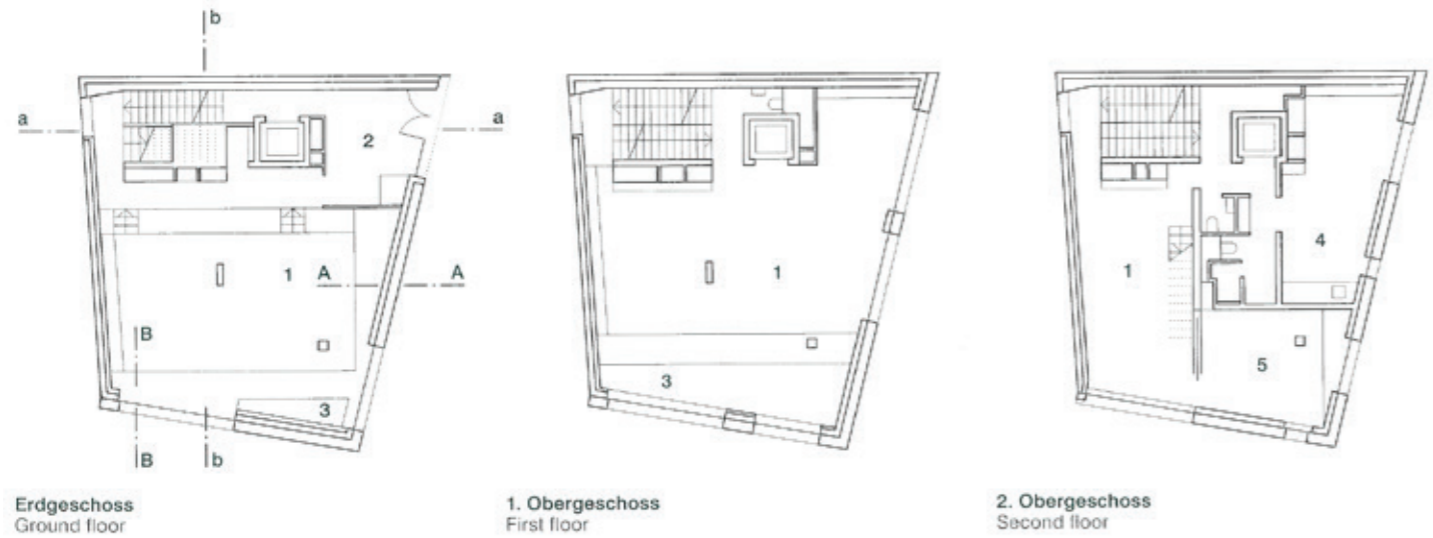 b
a
a
2
1
A
A
B
3
B
b
1
3
1
4
5
Erdgeschoss
Ground floor
1. Obergeschoss
First floor
2. Obergeschoss
Second floor